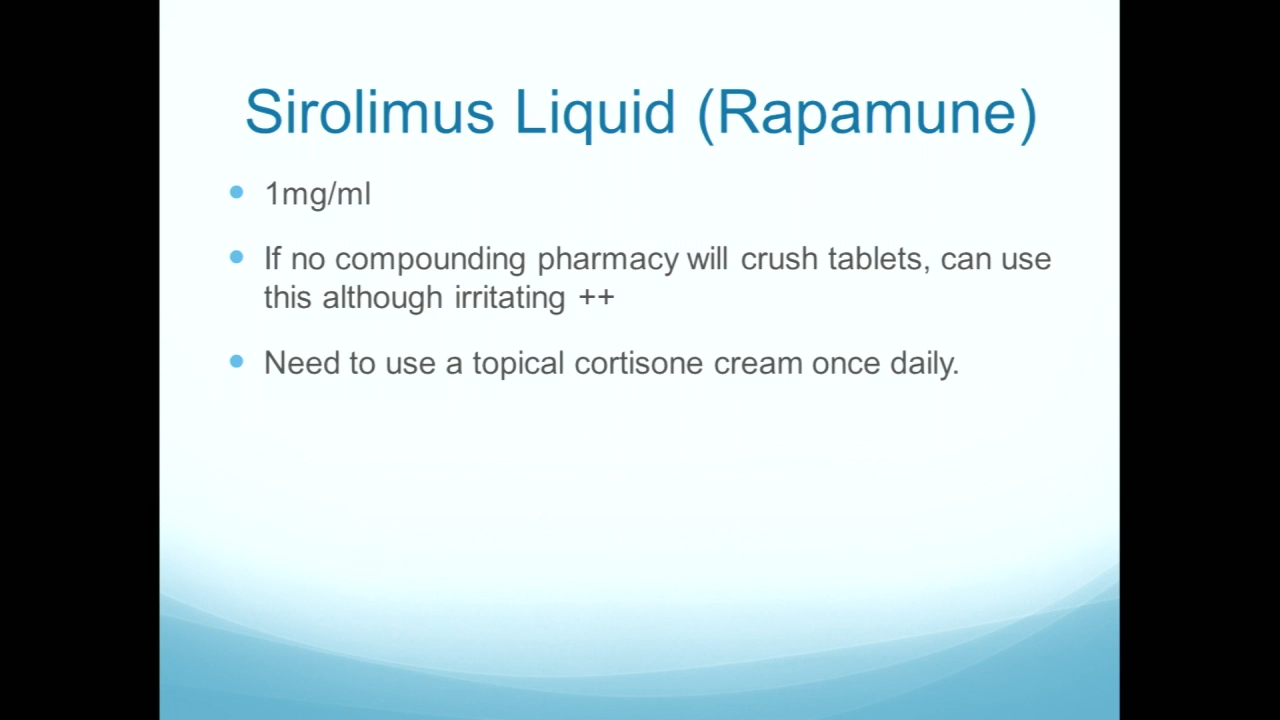 Sirolimus Liquid (Rapamune)
1mg/ml
If no compounding pharmacy will crush tablets, can use
this although irritating ++
Need to use a topical cortisone cream once daily.